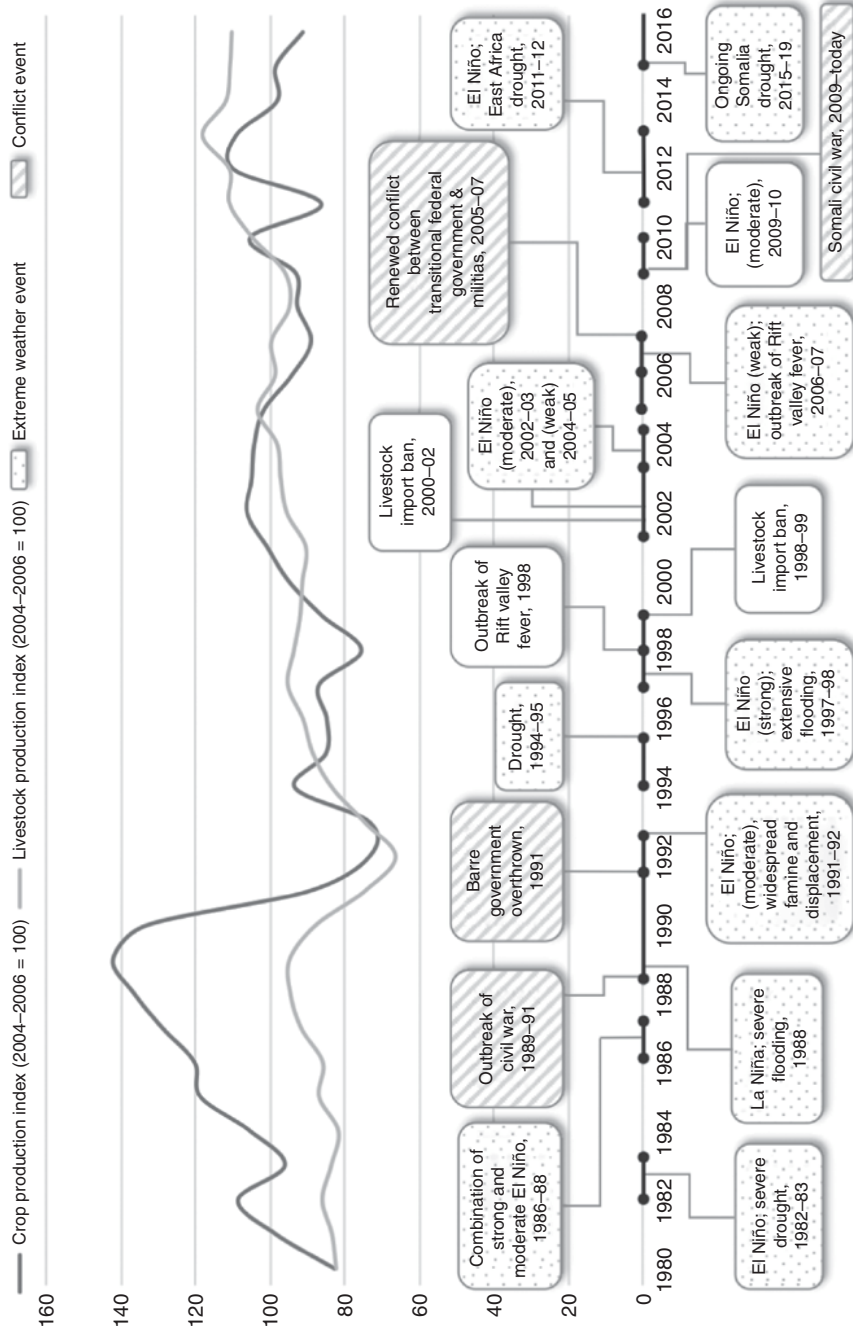 Crop production index (2004–2006 = 100)
Livestock production index (2004–2006 = 100)
Extreme weather event
Conflict event
160
140
120
100
80
60
40
20
0
Combination of
strong and
moderate El Niño,
1986–88
Outbreak of
civil war,
1989–91
Barre
government
overthrown,
1991
Drought,
1994–95
Outbreak of
Rift valley
fever, 1998
Livestock
import ban,
2000–02
El Niño
(moderate),
2002–03
and (weak)
2004–05
Renewed conflict
between
transitional federal
government &
militias, 2005–07
El Niño;
East Africa
drought,
2011–12
1980
1982
1984
1986
1988
1990
1992
1994
1996
1998
2000
2002
2004
2006
2008
2010
2012
2014
2016
El Niño; severe
drought,
1982–83
La Niña; severe
flooding,
1988
El Niño;
(moderate),
widespread
famine and
displacement,
1991–92
El Niño
(strong);
extensive
flooding,
1997–98
Livestock
import ban,
1998–99
El Niño (weak);
outbreak of Rift
valley fever,
2006–07
El Niño;
(moderate),
2009–10
Ongoing
Somalia
drought,
2015–19
Somali civil war, 2009–today